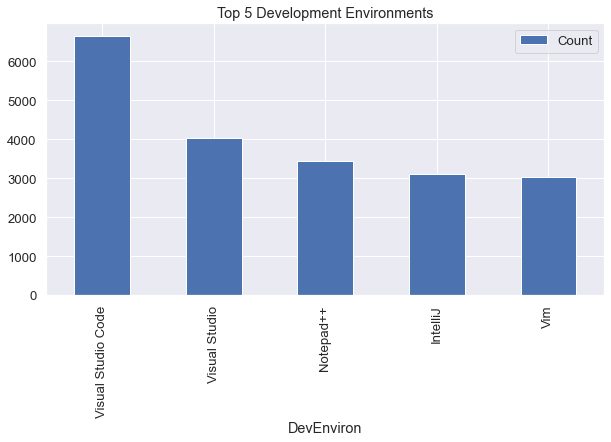 Top 5 Development Environments
Count
6000
5000
4000
3000
2000
1000
0
Visual Studio Code
Visual Studio
Notepad++
IntelliJ
Vim
DevEnviron